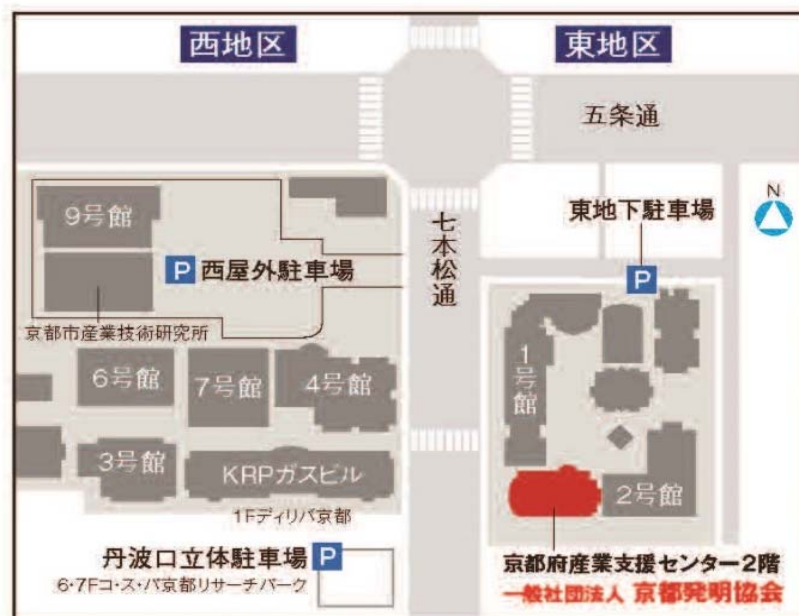 西地区
東地区
五条通
N
七本松通
東地下駐車場
P
9号館
P 西屋外駐車場
京都市産業技術研究所
6号館
7号館
4号館
1号館
3号館
KRPガスビル
1Fディリパ京都
2号館
丹波口立体駐車場 P
6・7Fコ・ス・パ京都リサーチパーク
京都府産業支援センター2階
一般社団法人 京都発明協会